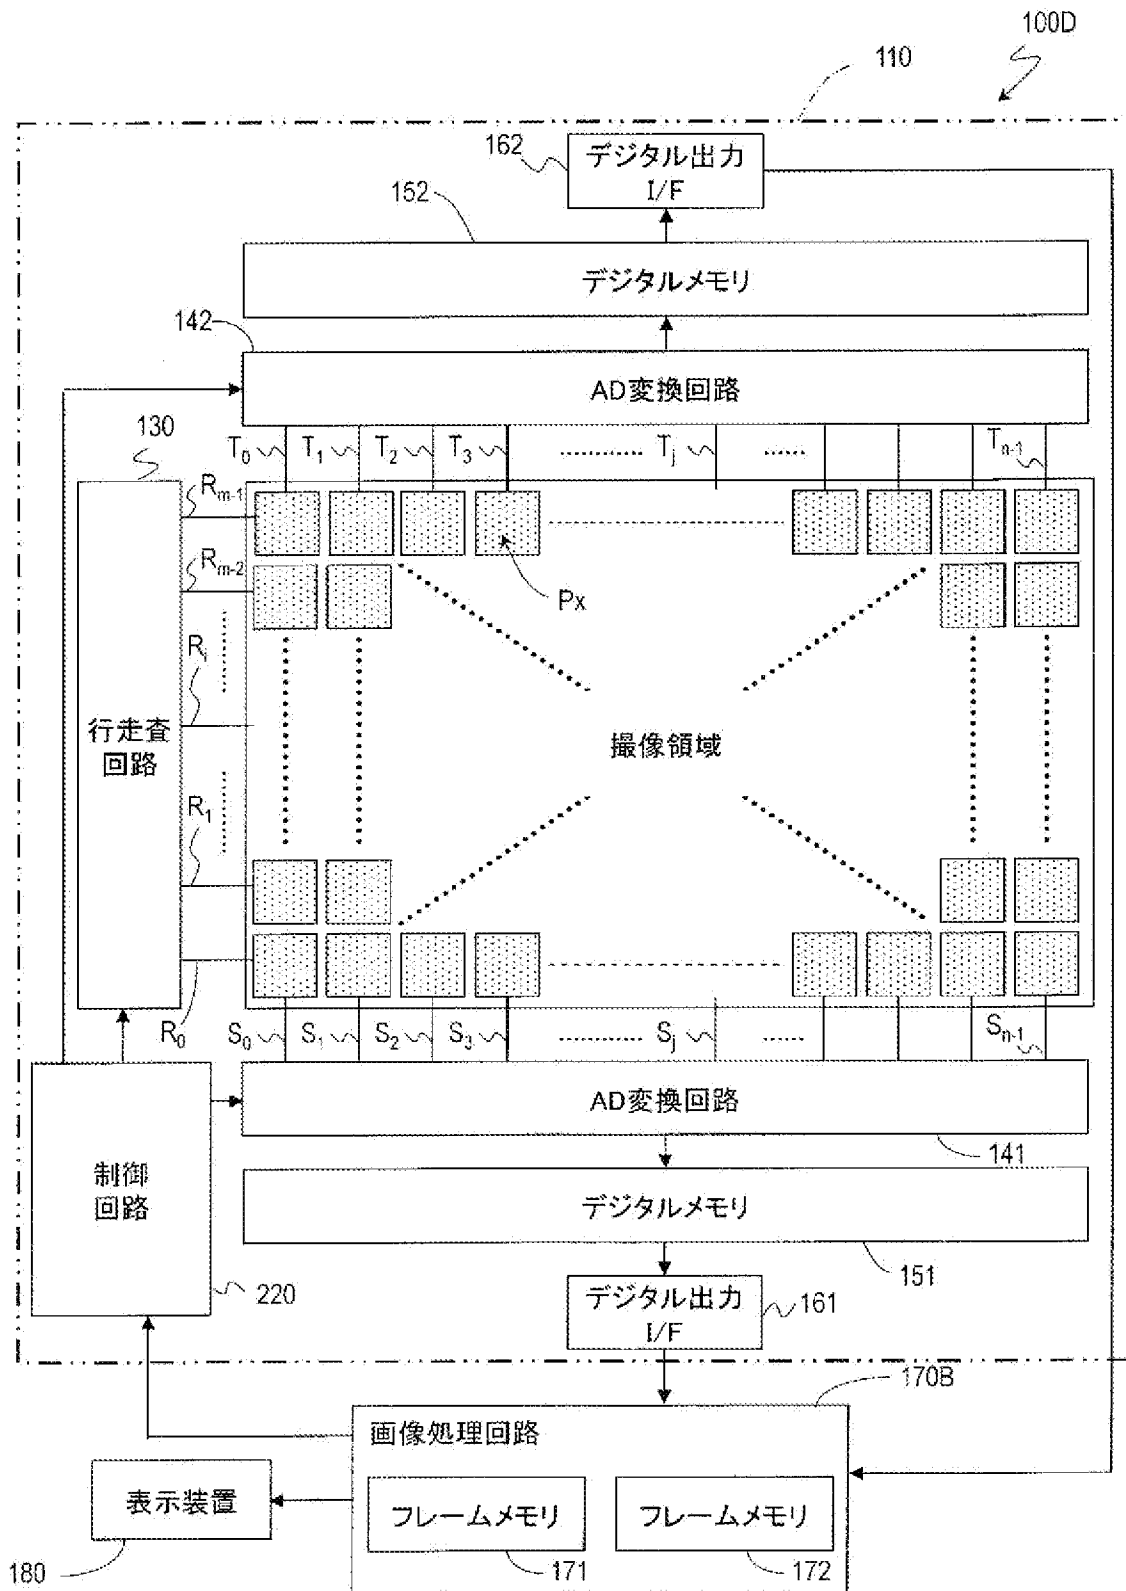 100D
110
162
デジタル出力
I/F
152
デジタルメモリ
142
AD変換回路
130
T0 T1 T2 T3 ........ Tj ...... Tn-1
Rm-1
Rm-2
Px
Ri
行走査
回路
撮像領域
R1
R0
S0 S1 S2 S3 ........ Sj ...... Sn-1
AD変換回路
141
制御
回路
デジタルメモリ
151
220
デジタル出力
I/F
161
170B
画像処理回路
表示装置
フレームメモリ
フレームメモリ
180
171
172